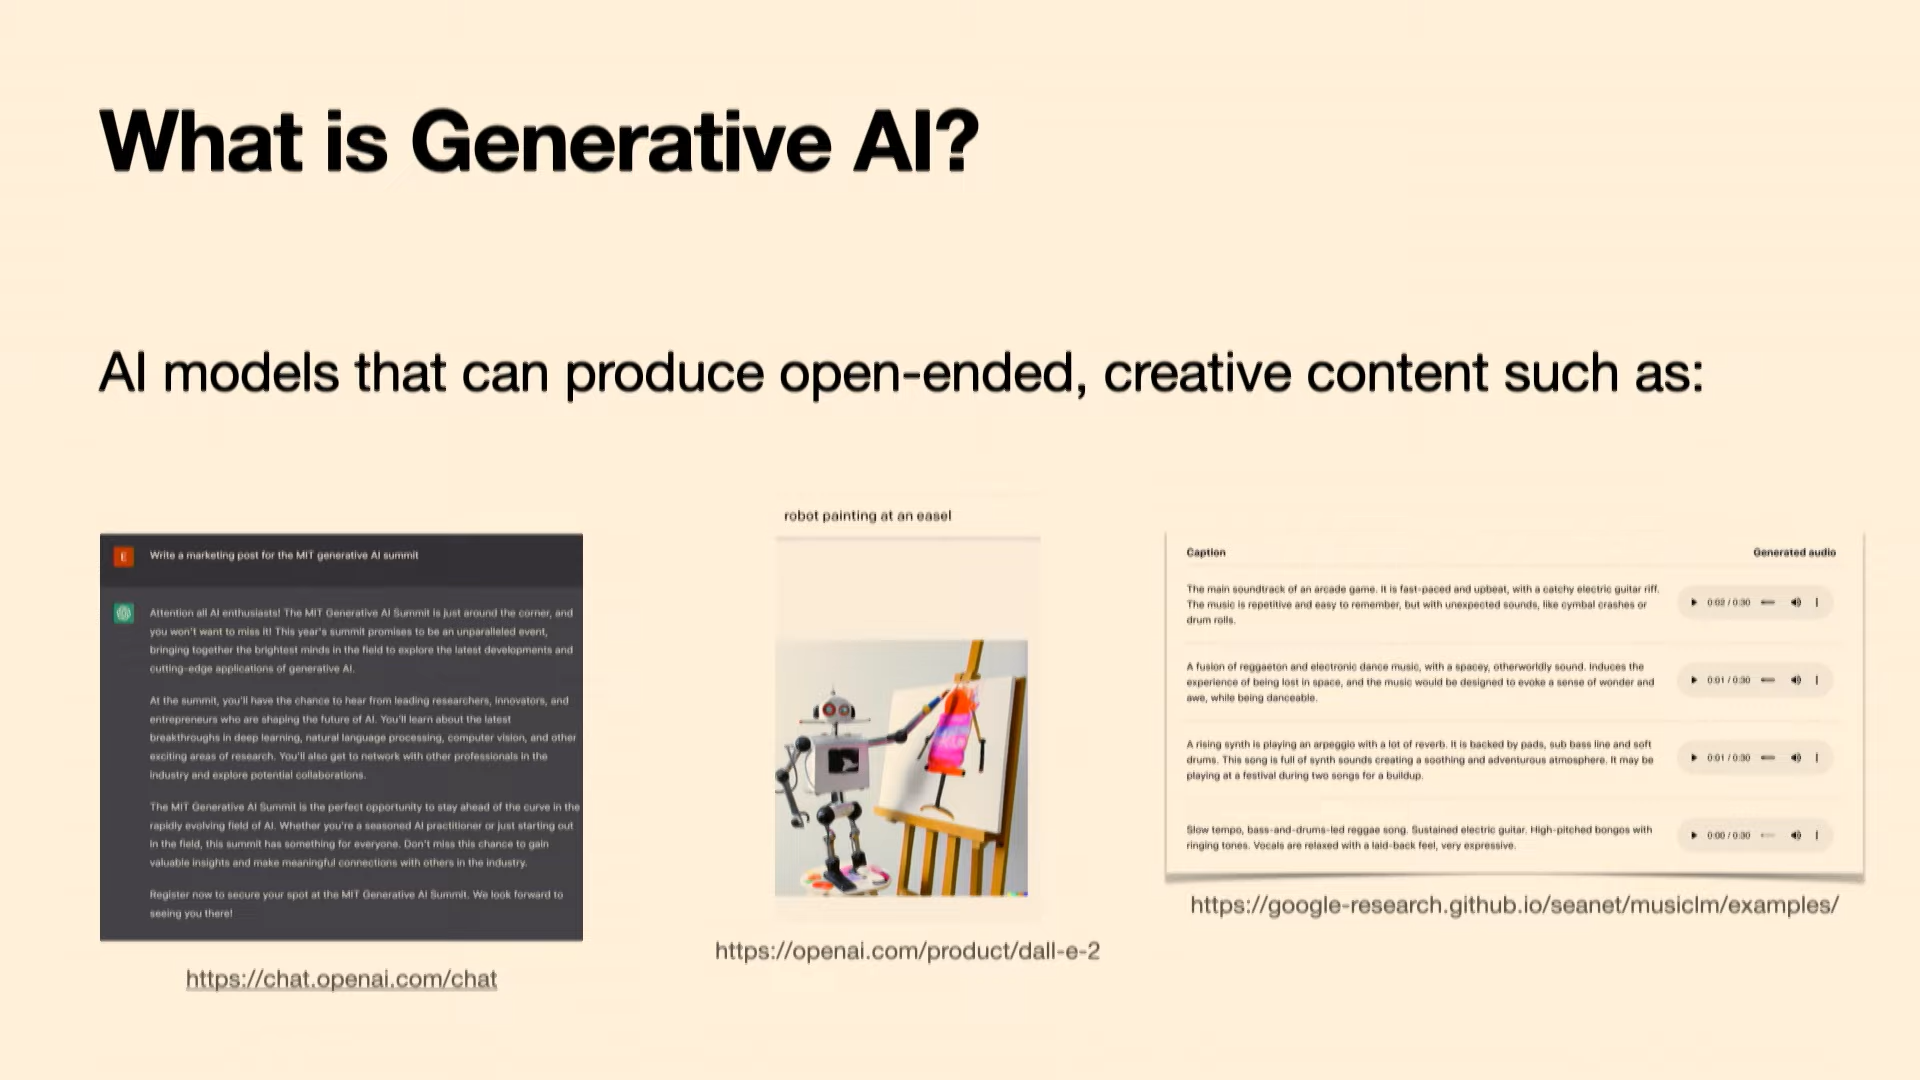 What is Generative AI?
AI models that can produce open-ended, creative content such as:
E
Write a marketing post for the MIT generative AI summit
Attention all AI enthusiasts! The MIT Generative AI Summit is just around the corner, and
you won't want to miss it! This year's summit promises to be an unparalleled event,
bringing together the brightest minds in the field to explore the latest developments and
cutting-edge applications of generative AI.
At the summit, you'll have the chance to hear from leading researchers, innovators, and
entrepreneurs who are shaping the future of AI. You'll learn about the latest
breakthroughs in deep learning, natural language processing, computer vision, and other
exciting areas of research. You'll also get to network with other professionals in the
industry and explore potential collaborations.
The MIT Generative AI Summit is the perfect opportunity to stay ahead of the curve in the
rapidly evolving field of AI. Whether you're a seasoned AI practitioner or just starting out
in the field, this summit has something for everyone. Don't miss this chance to gain
valuable insights and make meaningful connections with others in the industry.
Register now to secure your spot at the MIT Generative AI Summit. We look forward to
seeing you there!
https://chat.openai.com/chat
robot painting at an easel
https://openai.com/product/dall-e-2
Caption Generated audio
The main soundtrack of an arcade game. It is fast-paced and upbeat, with a catchy electric guitar riff.
The music is repetitive and easy to remember, but with unexpected sounds, like cymbal crashes or
drum rolls.
0:02 / 0:30
A fusion of reggaeton and electronic dance music, with a spacey, otherworldly sound. Induces the
experience of being lost in space, and the music would be designed to evoke a sense of wonder and
awe, while being danceable.
0:01 / 0:30
A rising synth is playing an arpeggio with a lot of reverb. It is backed by pads, sub bass line and soft
drums. This song is full of synth sounds creating a soothing and adventurous atmosphere. It may be
playing at a festival during two songs for a buildup.
0:01 / 0:30
Slow tempo, bass-and-drums-led reggae song. Sustained electric guitar. High-pitched bongos with
ringing tones. Vocals are relaxed with a laid-back feel, very expressive.
0:00 / 0:30
https://google-research.github.io/seanet/musiclm/examples/